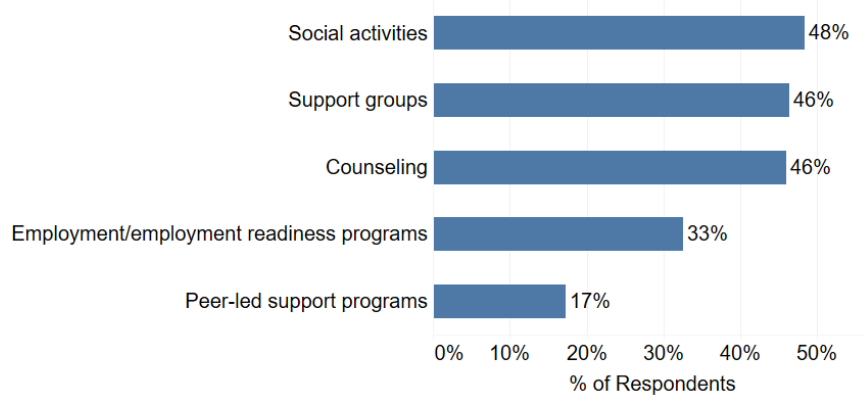 Social activities 48%
Support groups 46%
Counseling 46%
Employment/employment readiness programs 33%
Peer-led support programs 17%
0% 10% 20% 30% 40% 50%
% of Respondents